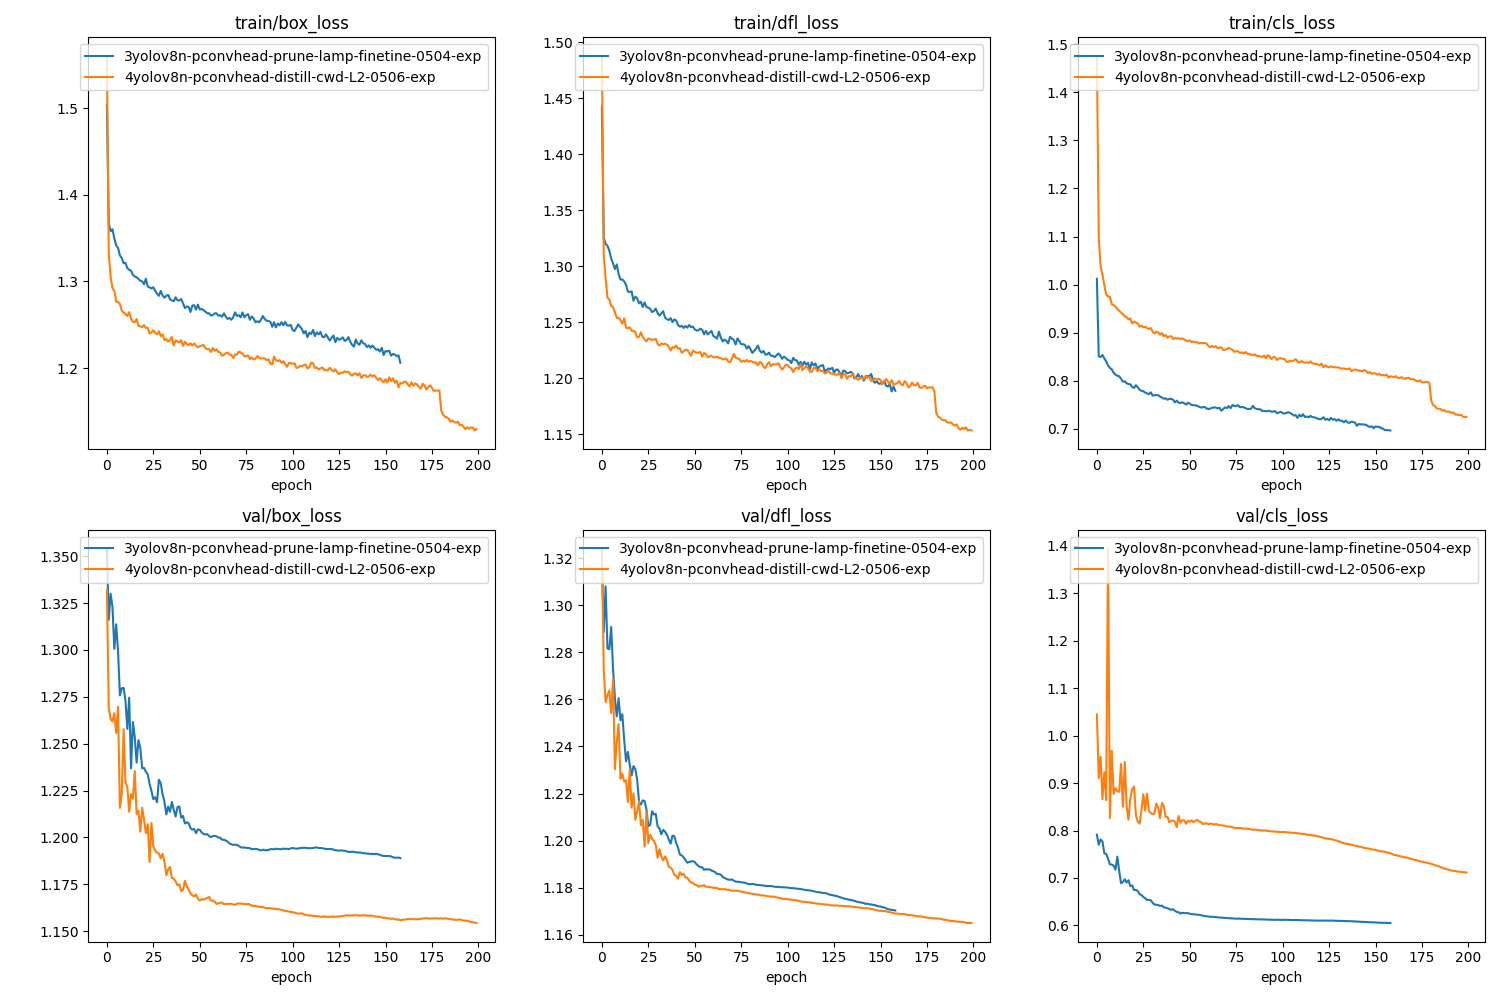 train/box_loss
3yolov8n-pconvhead-prune-lamp-finetine-0504-exp
4yolov8n-pconvhead-distill-cwd-L2-0506-exp
1.5
1.4
1.3
1.2
0 25 50 75 100 125 150 175 200
epoch
train/dfl_loss
3yolov8n-pconvhead-prune-lamp-finetine-0504-exp
4yolov8n-pconvhead-distill-cwd-L2-0506-exp
1.50
1.45
1.40
1.35
1.30
1.25
1.20
1.15
0 25 50 75 100 125 150 175 200
epoch
train/cls_loss
3yolov8n-pconvhead-prune-lamp-finetine-0504-exp
4yolov8n-pconvhead-distill-cwd-L2-0506-exp
1.5
1.4
1.3
1.2
1.1
1.0
0.9
0.8
0.7
0 25 50 75 100 125 150 175 200
epoch
val/box_loss
3yolov8n-pconvhead-prune-lamp-finetine-0504-exp
4yolov8n-pconvhead-distill-cwd-L2-0506-exp
1.350
1.325
1.300
1.275
1.250
1.225
1.200
1.175
1.150
0 25 50 75 100 125 150 175 200
epoch
val/dfl_loss
3yolov8n-pconvhead-prune-lamp-finetine-0504-exp
4yolov8n-pconvhead-distill-cwd-L2-0506-exp
1.32
1.30
1.28
1.26
1.24
1.22
1.20
1.18
1.16
0 25 50 75 100 125 150 175 200
epoch
val/cls_loss
3yolov8n-pconvhead-prune-lamp-finetine-0504-exp
4yolov8n-pconvhead-distill-cwd-L2-0506-exp
1.4
1.3
1.2
1.1
1.0
0.9
0.8
0.7
0.6
0 25 50 75 100 125 150 175 200
epoch